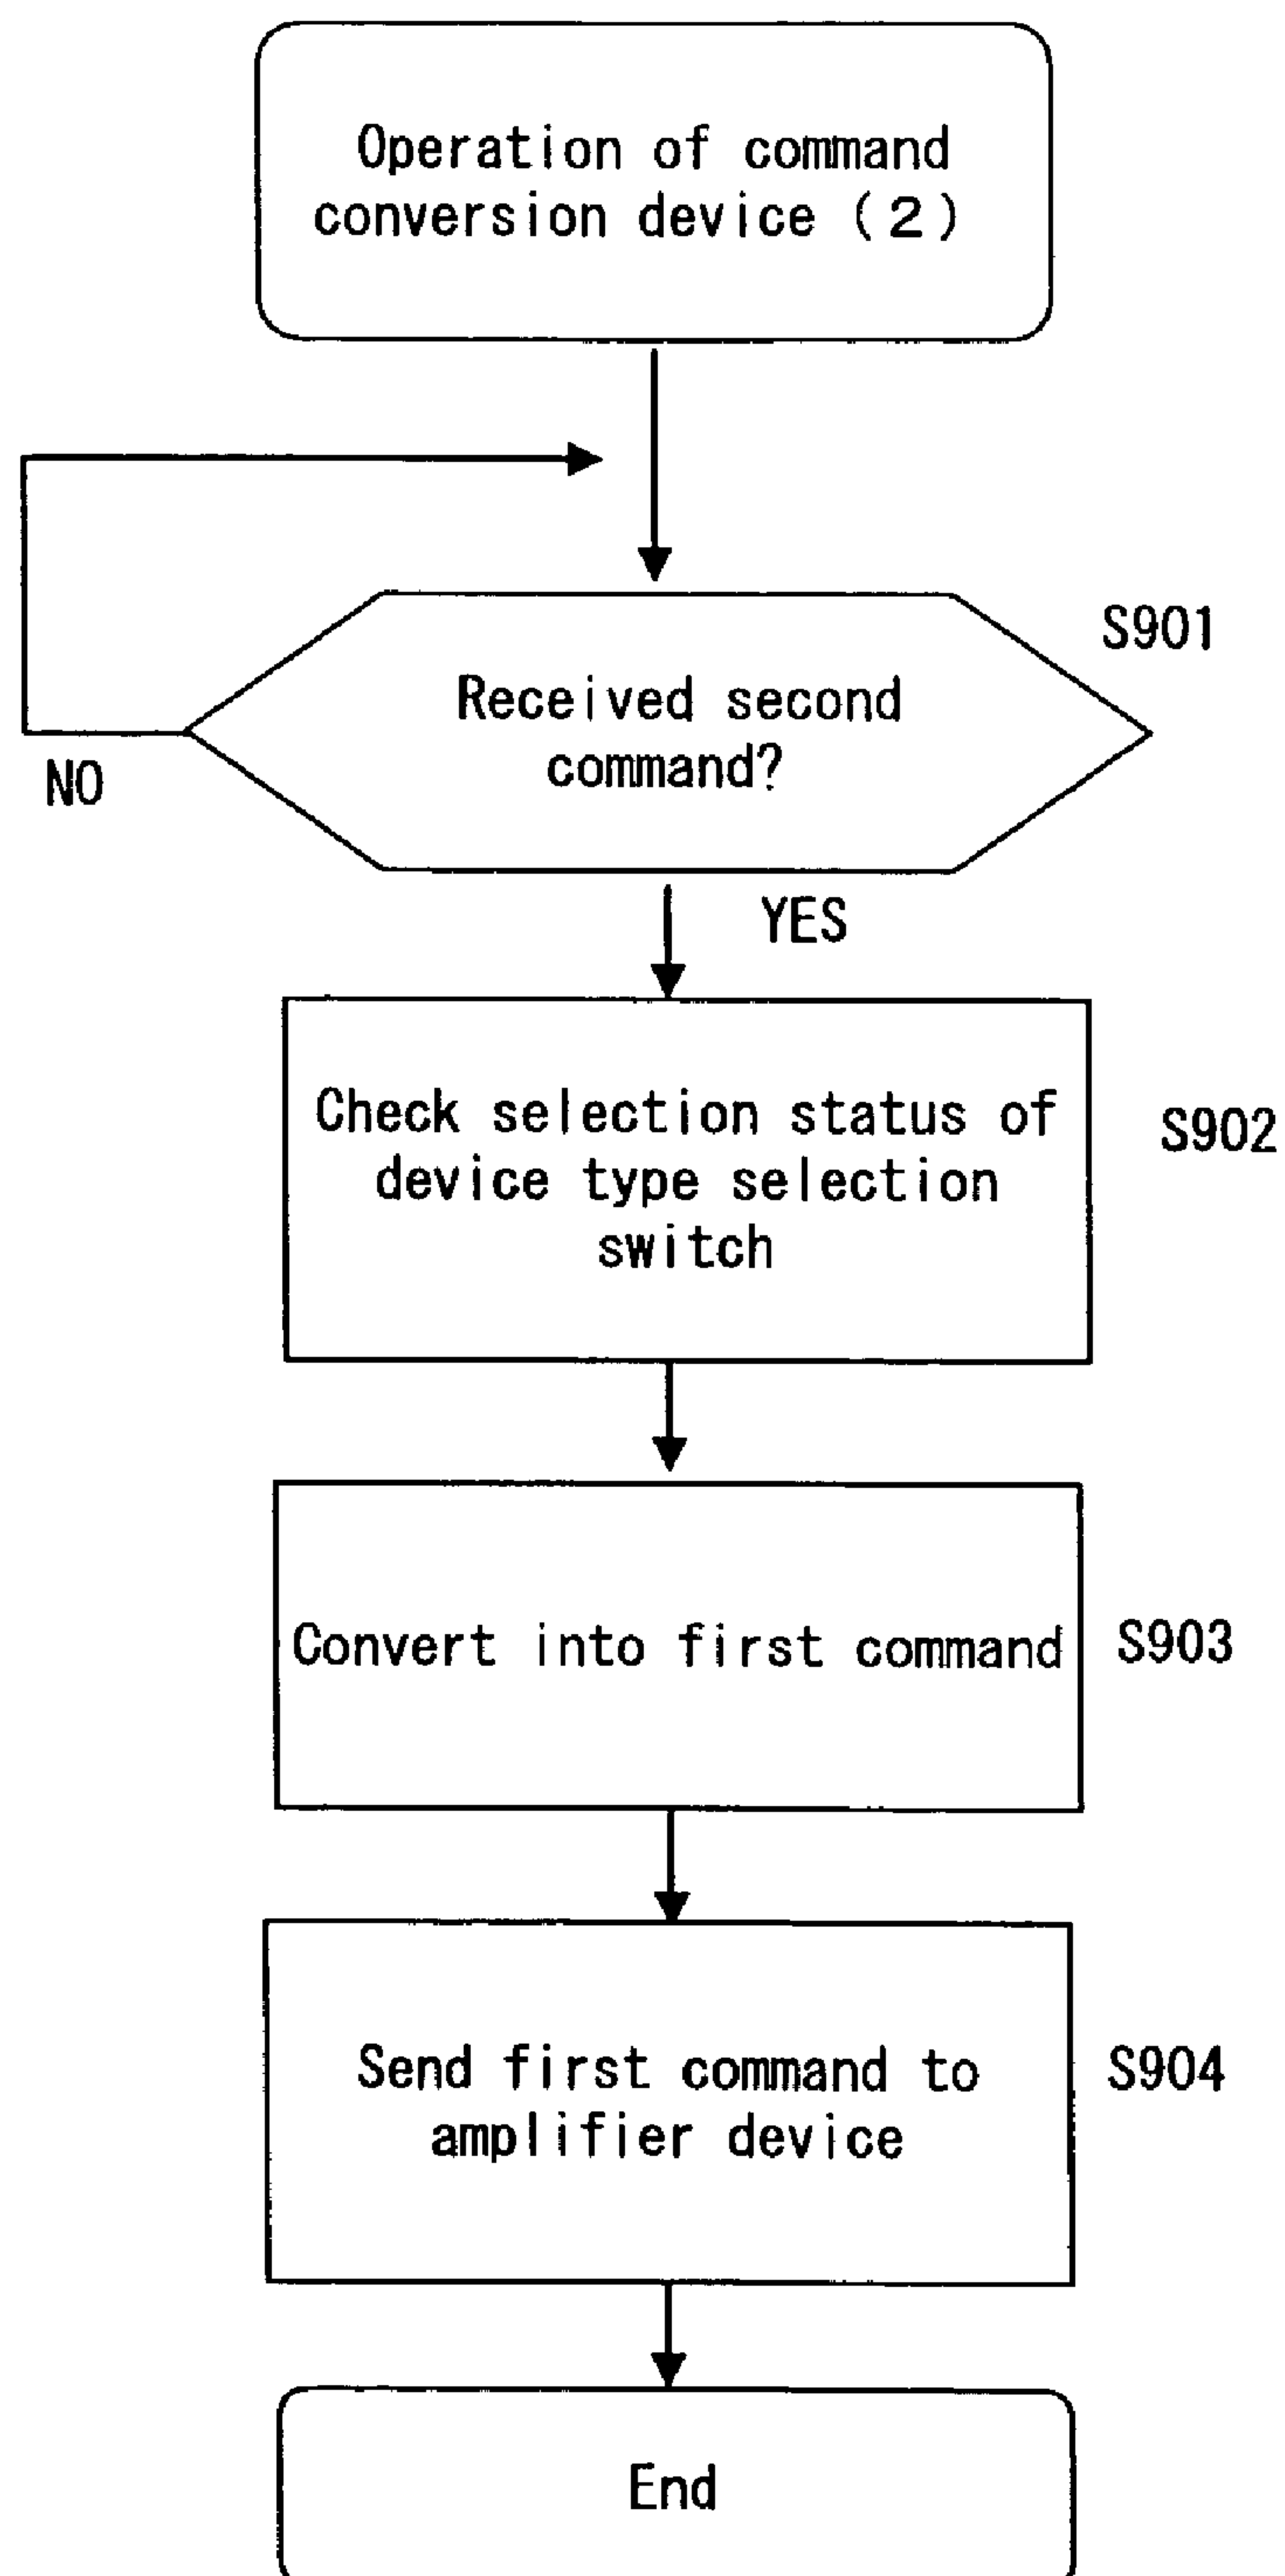 Operation of command
conversion device (2)
S901
Received second
command?
NO
YES
Check selection status of
device type selection
switch
S902
Convert into first command
S903
Send first command to
amplifier device
S904
End